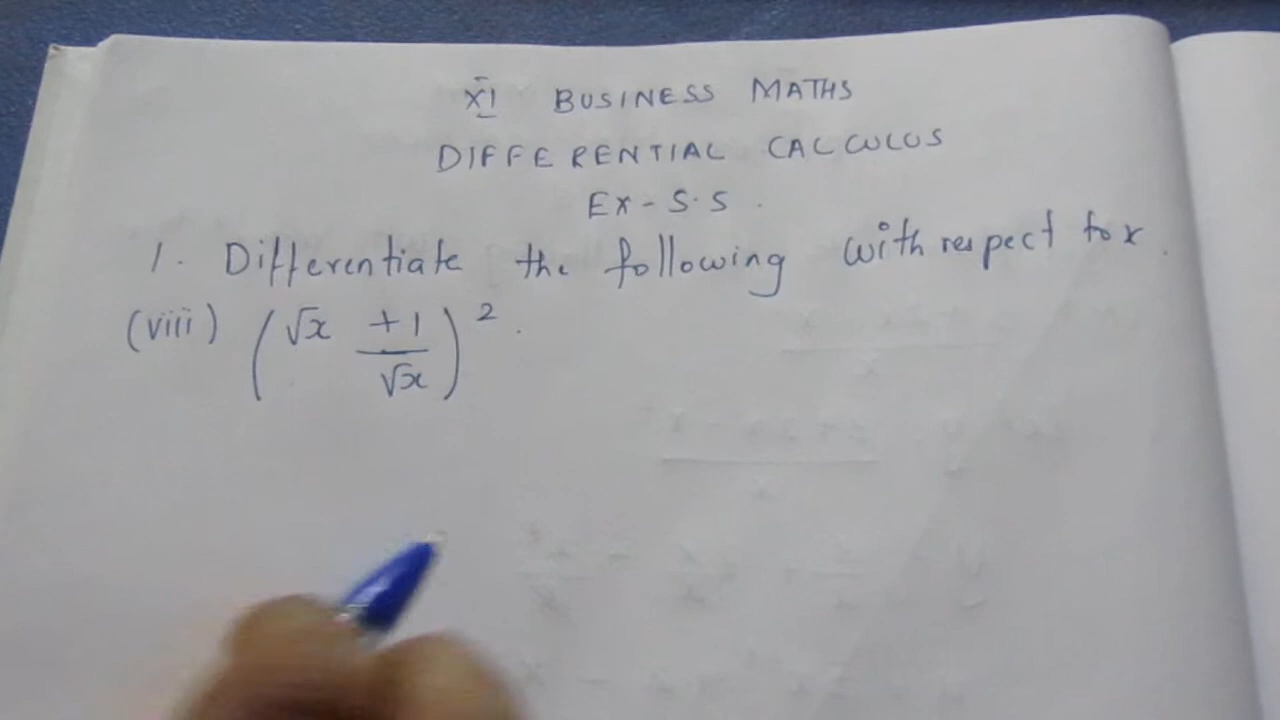 XI BUSINESS MATHS
DIFFERENTIAL CALCULUS
EX-5.5.
1. Differentiate the following with respect to x.
(viii) (√x +1/√x)².